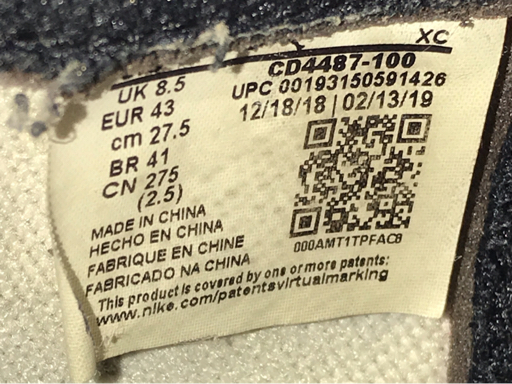 XC
UK 8.5
EUR 43
cm 27.5
BR 41
CN 275
(2.5)
CD4487-100
UPC 00193150591426
12/18/18 | 02/13/19
000AMT1TPFAC8
MADE IN CHINA
HECHO EN CHINA
FABRIQUE EN CHINE
FABRICADO NA CHINA
This product is covered by one or more patents:
www.nike.com/patentsvirtualmarking